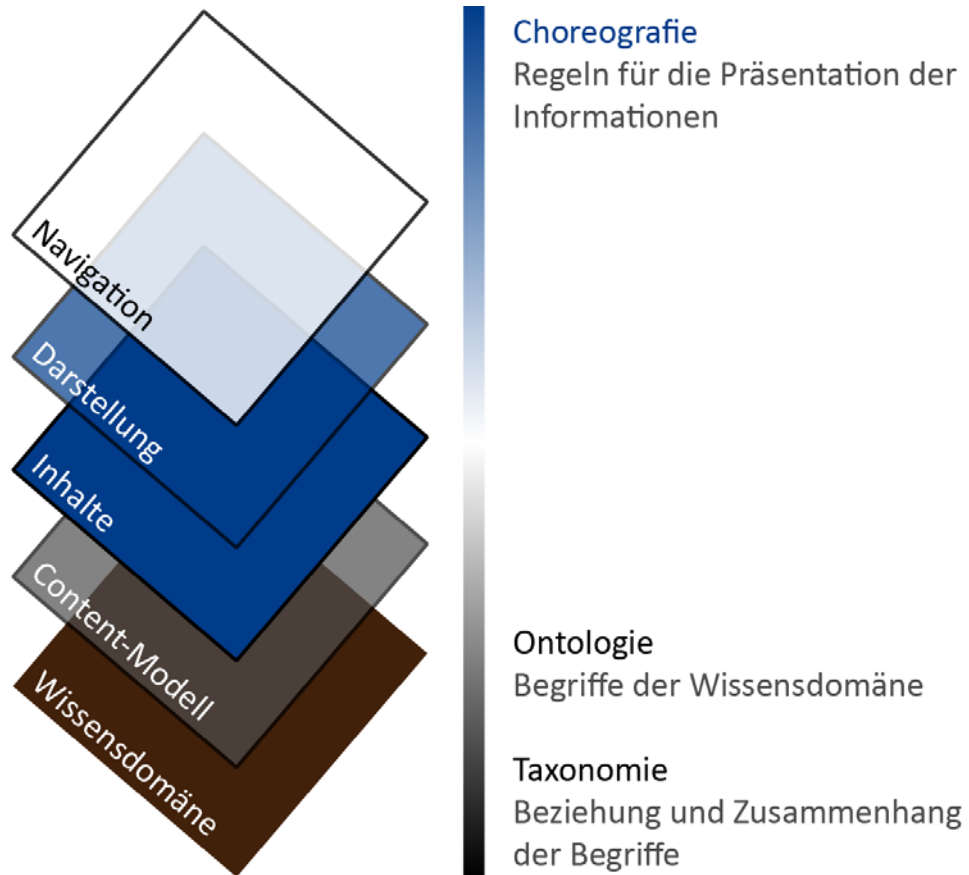 Navigation
Darstellung
Inhalte
Content-Modell
Wissensdomäne
Choreografie
Regeln für die Präsentation der
Informationen
Ontologie
Begriffe der Wissensdomäne
Taxonomie
Beziehung und Zusammenhang
der Begriffe